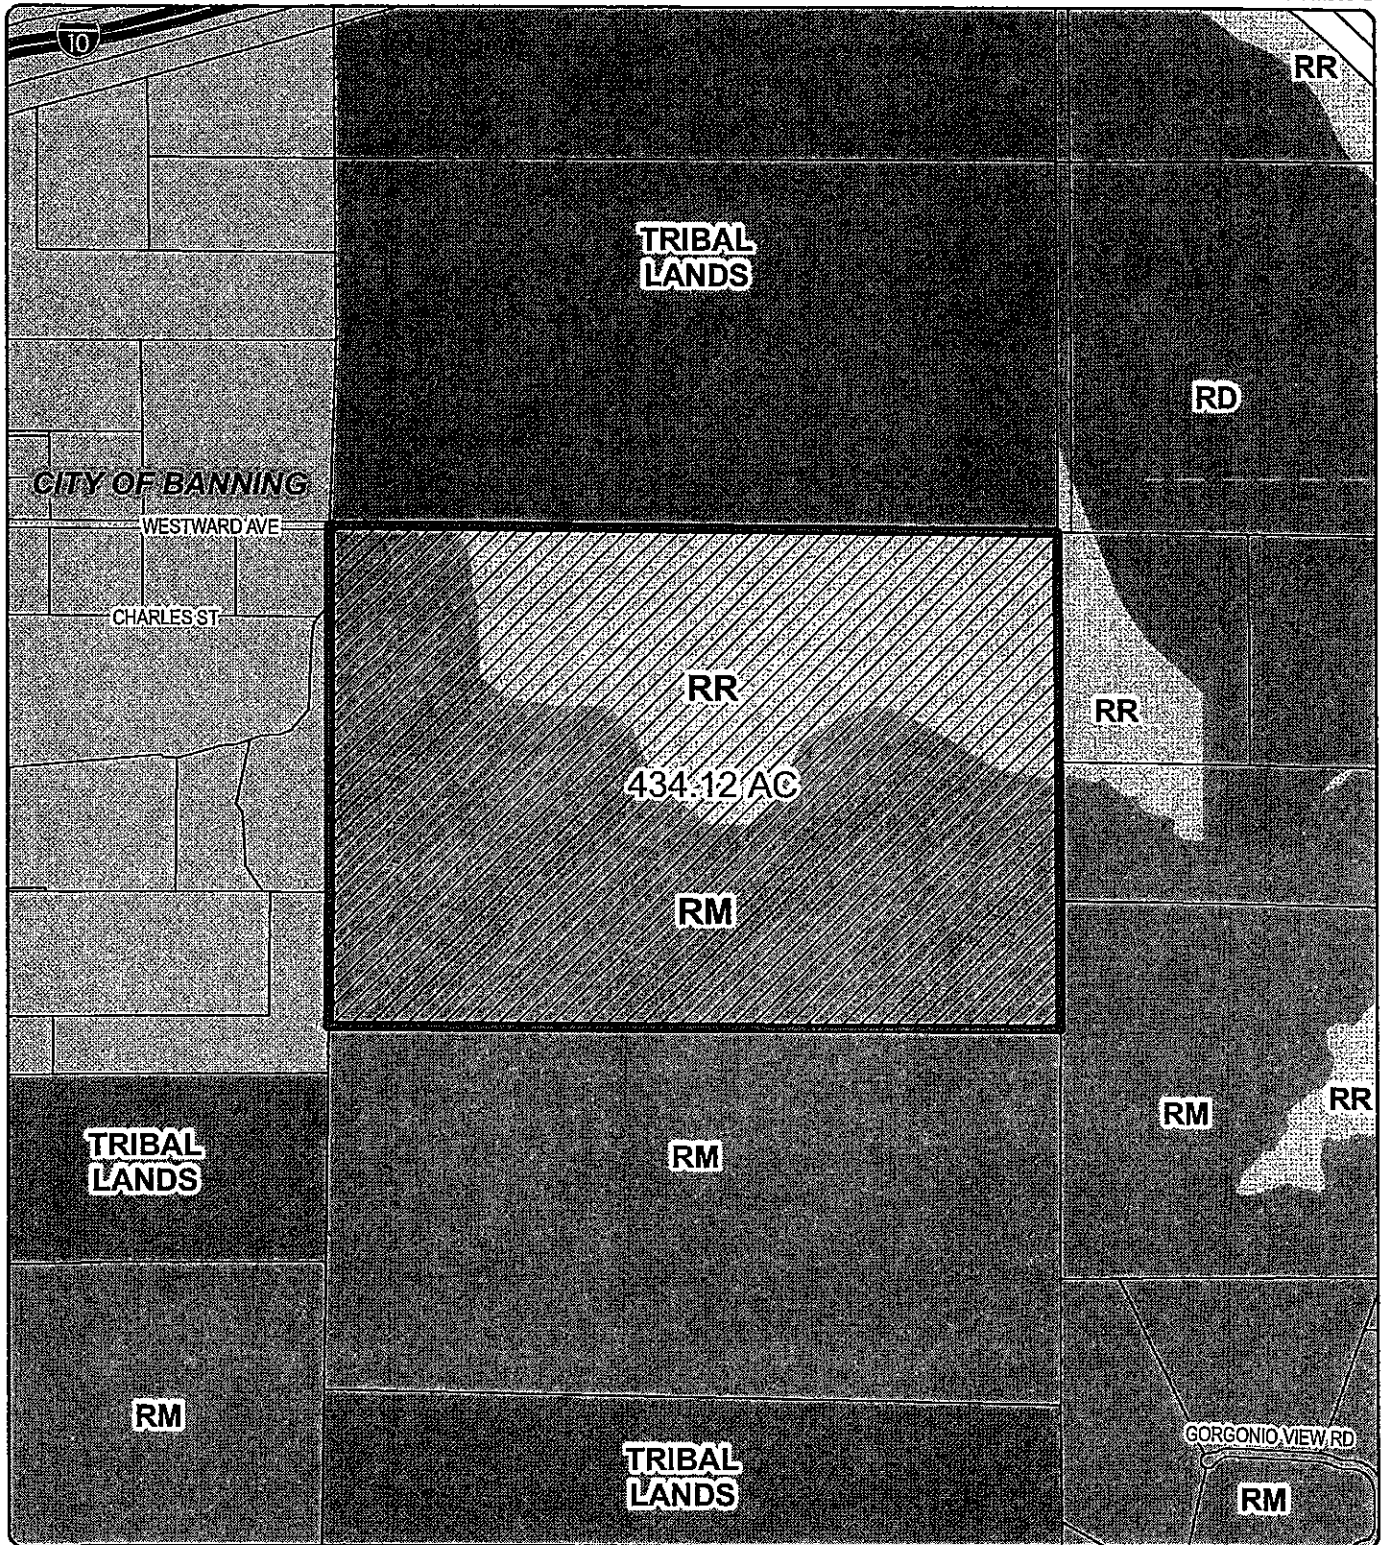 10
RR
TRIBAL
LANDS
RD
CITY OF BANNING
WESTWARD AVE
CHARLES ST
RR
RR
434.12 AC
RM
TRIBAL
LANDS
RM
RM
RR
RM
TRIBAL
LANDS
GORGONIO VIEW RD
RM